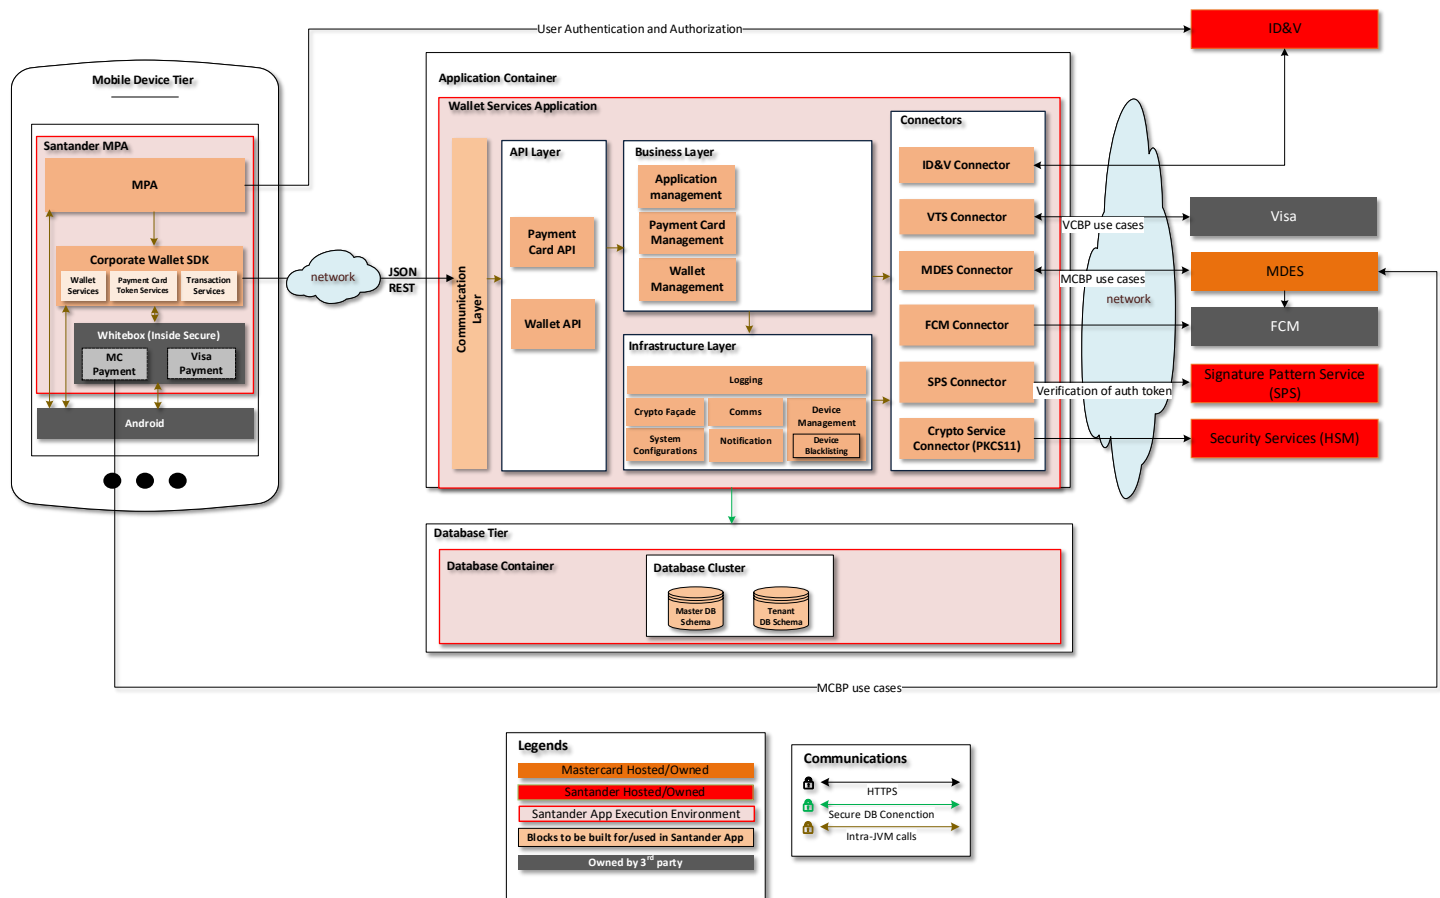 User Authentication and Authorization
ID&V
Mobile Device Tier
Santander MPA
MPA
Corporate Wallet SDK
Wallet
Services
Payment Card
Token Services
Transaction
Services
Whitebox (Inside Secure)
MC
Payment
Visa
Payment
Android
network
JSON
REST
Application Container
Wallet Services Application
Communication
Layer
API Layer
Payment
Card API
Wallet API
Business Layer
Application
management
Payment Card
Management
Wallet
Management
Infrastructure Layer
Logging
Crypto Façade
Comms
Device
Management
System
Configurations
Notification
Device
Blacklisting
Connectors
ID&V Connector
VTS Connector
MDES Connector
FCM Connector
SPS Connector
Crypto Service
Connector (PKCS11)
VCBP use cases
MCBP use cases
network
Verification of auth token
Visa
MDES
FCM
Signature Pattern Service
(SPS)
Security Services (HSM)
Database Tier
Database Container
Database Cluster
Master DB
Schema
Tenant
DB Schema
MCBP use cases
Legends
Mastercard Hosted/Owned
Santander Hosted/Owned
Santander App Execution Environment
Blocks to be built for/used in Santander App
Owned by 3rd party
Communications
HTTPS
Secure DB Conenction
Intra-JVM calls